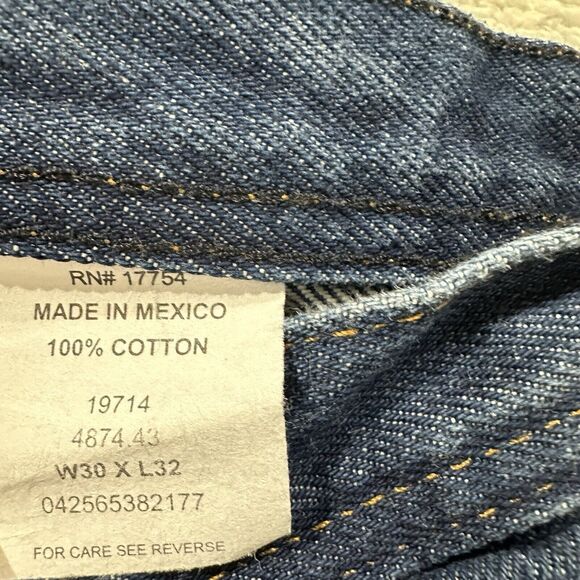 RN# 17754
MADE IN MEXICO
100% COTTON
19714
4874.43
W30 X L32
042565382177
FOR CARE SEE REVERSE